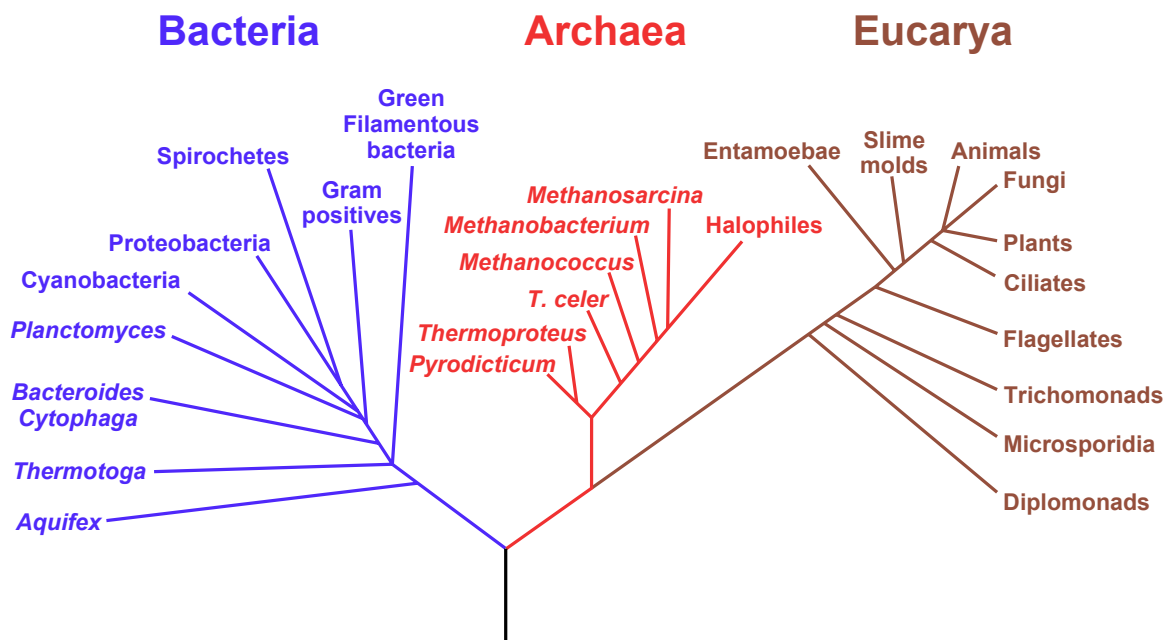 Bacteria
Archaea
Eucarya
Green
Filamentous
bacteria
Spirochetes
Gram
positives
Proteobacteria
Cyanobacteria
Planctomyces
Bacteroides
Cytophaga
Thermotoga
Aquifex
Methanosarcina
Methanobacterium
Halophiles
Methanococcus
T. celer
Thermoproteus
Pyrodicticum
Entamoebae
Slime
molds
Animals
Fungi
Plants
Ciliates
Flagellates
Trichomonads
Microsporidia
Diplomonads